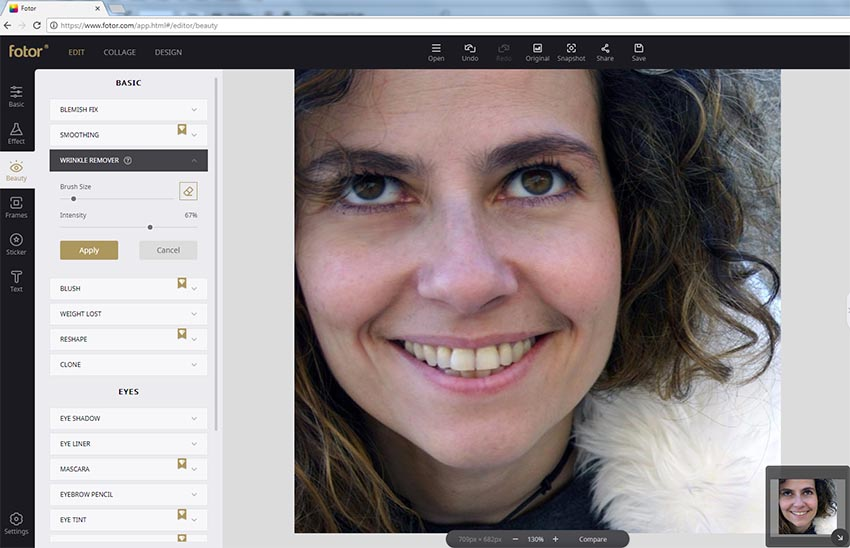 Fotor
https://www.fotor.com/app.html#/editor/beauty
fotor
EDIT COLLAGE DESIGN
Open Undo Redo Original Snapshot Share Save
Basic
Effect
Beauty
Frames
Sticker
Text
Settings
BASIC
BLEMISH FIX
SMOOTHING
WRINKLE REMOVER ?
Brush Size
Intensity 67%
Apply Cancel
BLUSH
WEIGHT LOST
RESHAPE
CLONE
EYES
EYE SHADOW
EYE LINER
MASCARA
EYEBROW PENCIL
EYE TINT
709px × 682px − 130% + Compare